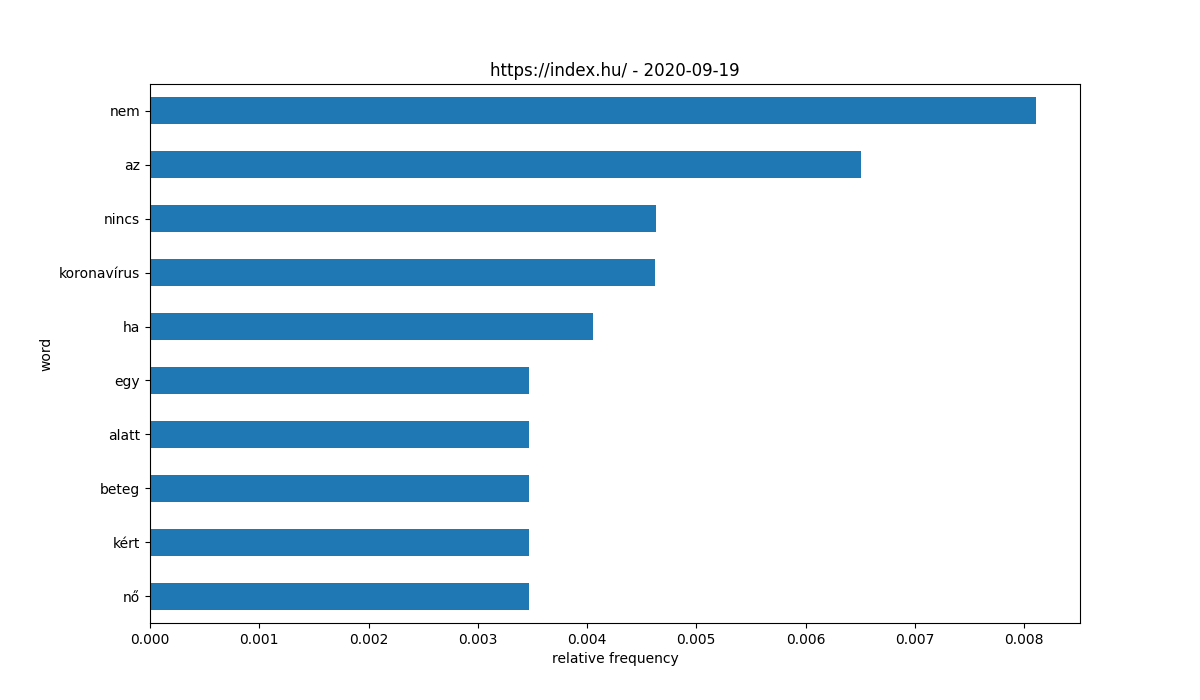 https://index.hu/ - 2020-09-19
nem
az
nincs
koronavírus
ha
egy
alatt
beteg
kért
nő
word
0.000 0.001 0.002 0.003 0.004 0.005 0.006 0.007 0.008
relative frequency